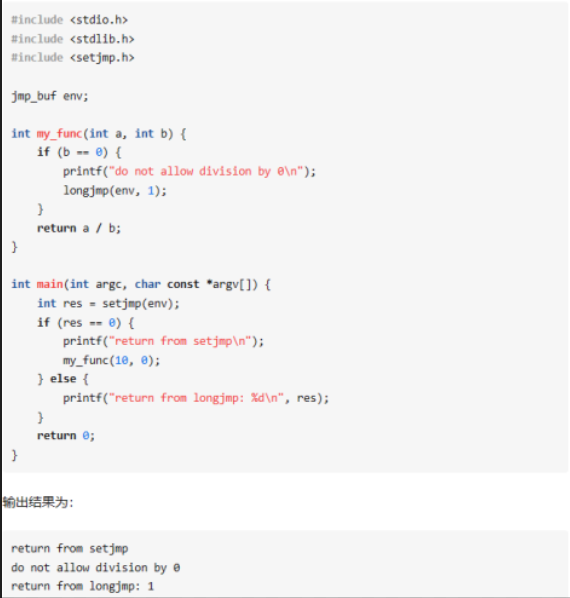 #include <stdio.h>
#include <stdlib.h>
#include <setjmp.h>

jmp_buf env;

int my_func(int a, int b) {
    if (b == 0) {
        printf("do not allow division by 0\n");
        longjmp(env, 1);
    }
    return a / b;
}

int main(int argc, char const *argv[]) {
    int res = setjmp(env);
    if (res == 0) {
        printf("return from setjmp\n");
        my_func(10, 0);
    } else {
        printf("return from longjmp: %d\n", res);
    }
    return 0;
}

输出结果为:

return from setjmp
do not allow division by 0
return from longjmp: 1